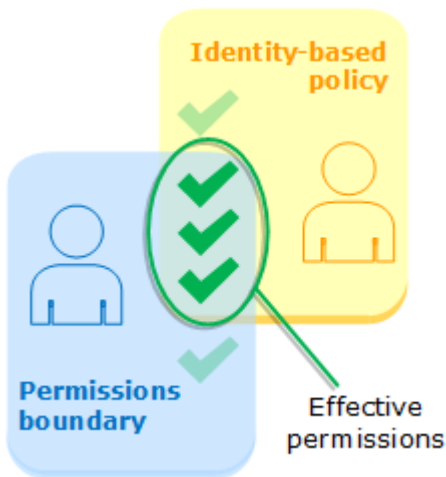 Identity-based
policy
Permissions
boundary
Effective
permissions